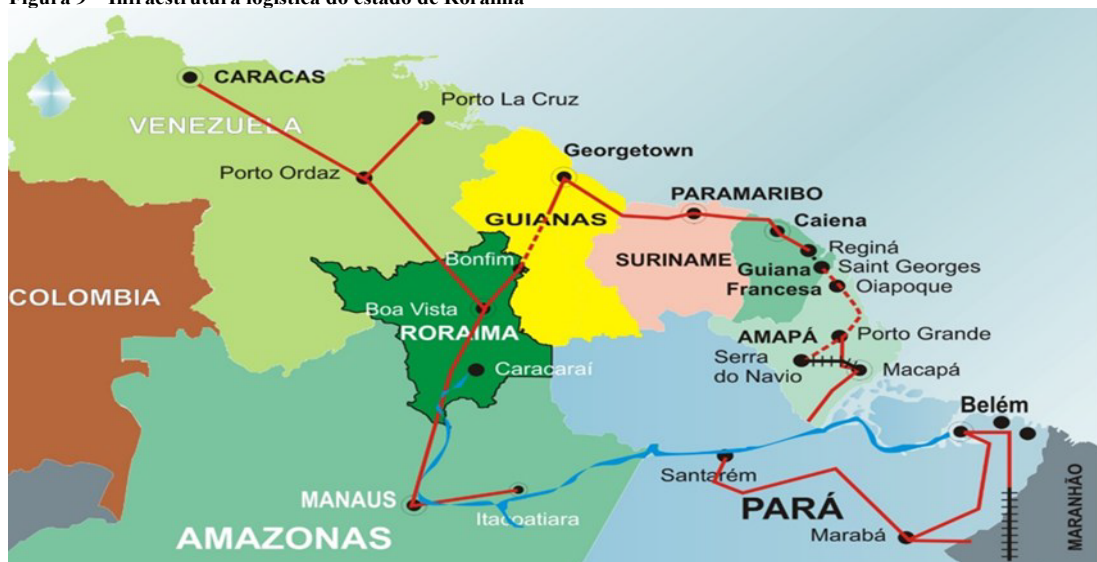 Figura 9 – Infraestrutura logística do estado de Roraima
CARACAS
Porto La Cruz
VENEZUELA
Georgetown
Porto Ordaz
PARAMARIBO
GUIANAS
Caiena
Reginá
Bonfim
SURINAME
Guiana
Francesa
Saint Georges
Oiapoque
COLOMBIA
Boa Vista
RORAIMA
AMAPÁ
Porto Grande
Serra
do Navio
Caracaraí
Macapá
Belém
Santarém
MANAUS
Itacoatiara
PARÁ
MARANHÃO
AMAZONAS
Marabá